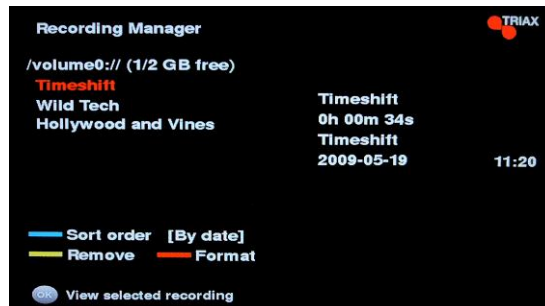 Recording Manager
TRIAX
/volume0:// (1/2 GB free)
Timeshift
Wild Tech
Hollywood and Vines
Timeshift
0h 00m 34s
Timeshift
2009-05-19 11:20
Sort order [By date]
Remove Format
OK View selected recording